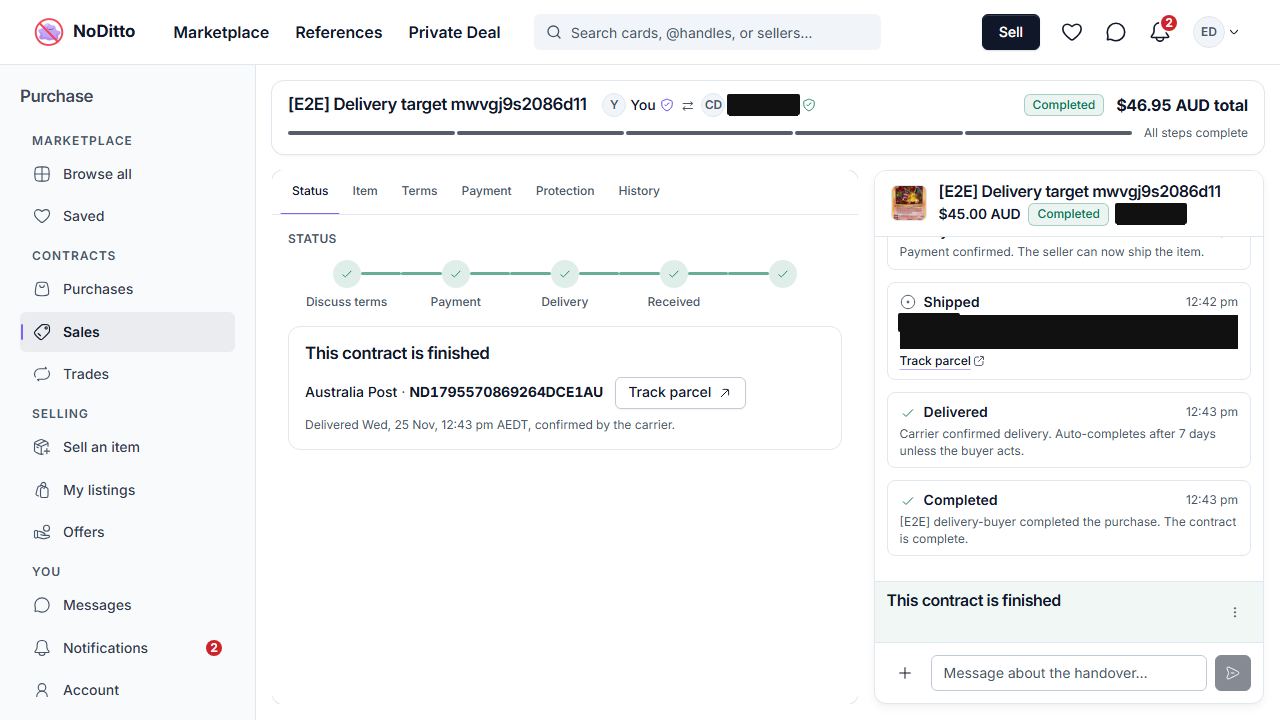 NoDitto
Marketplace
References
Private Deal
Search cards, @handles, or sellers...
Sell
2
ED
Purchase
MARKETPLACE
Browse all
Saved
CONTRACTS
Purchases
Sales
Trades
SELLING
Sell an item
My listings
Offers
YOU
Messages
Notifications
2
Account
[E2E] Delivery target mwvgj9s2086d11
Y
You
CD
Completed
$46.95 AUD total
All steps complete
Status
Item
Terms
Payment
Protection
History
STATUS
Discuss terms
Payment
Delivery
Received
This contract is finished
Australia Post · ND1795570869264DCE1AU
Track parcel
Delivered Wed, 25 Nov, 12:43 pm AEDT, confirmed by the carrier.
[E2E] Delivery target mwvgj9s2086d11
$45.00 AUD
Completed
Payment confirmed. The seller can now ship the item.
Shipped
12:42 pm
Track parcel
Delivered
12:43 pm
Carrier confirmed delivery. Auto-completes after 7 days
unless the buyer acts.
Completed
12:43 pm
[E2E] delivery-buyer completed the purchase. The contract
is complete.
This contract is finished
Message about the handover...